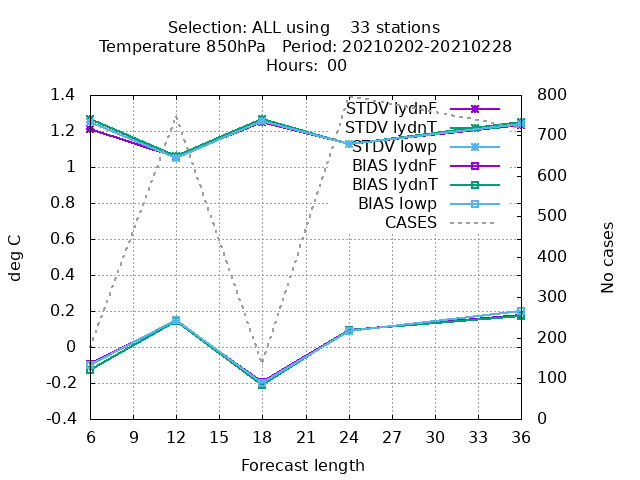 Selection: ALL using    33 stations
Temperature 850hPa   Period: 20210202-20210228
Hours:  00
1.4
1.2
1
0.8
0.6
0.4
0.2
0
-0.2
-0.4
deg C
STDV lydnF
STDV lydnT
STDV lowp
BIAS lydnF
BIAS lydnT
BIAS lowp
CASES
800
700
600
500
400
300
200
100
0
No cases
6 9 12 15 18 21 24 27 30 33 36
Forecast length